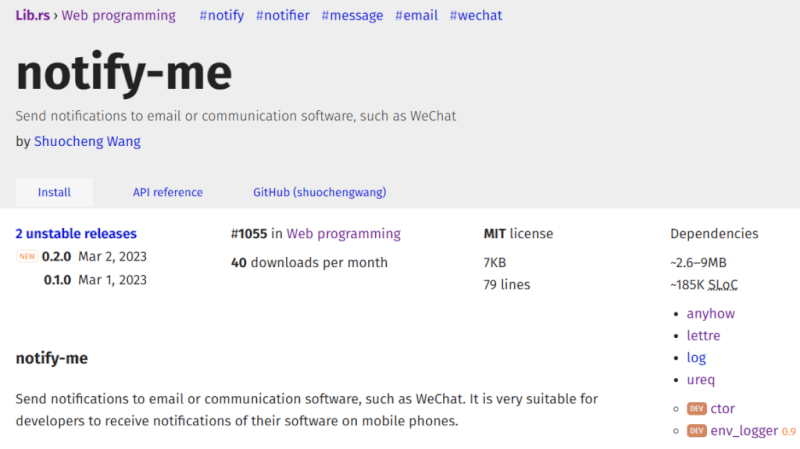 Lib.rs › Web programming #notify #notifier #message #email #wechat
notify-me
Send notifications to email or communication software, such as WeChat
by Shuocheng Wang
Install API reference GitHub (shuochengwang)
2 unstable releases
NEW 0.2.0 Mar 2, 2023
0.1.0 Mar 1, 2023
#1055 in Web programming
40 downloads per month
MIT license
7KB
79 lines
Dependencies
~2.6–9MB
~185K SLoC
• anyhow
• lettre
• log
• ureq
○ DEV ctor
○ DEV env_logger 0.9
notify-me
Send notifications to email or communication software, such as WeChat. It is very suitable for
developers to receive notifications of their software on mobile phones.